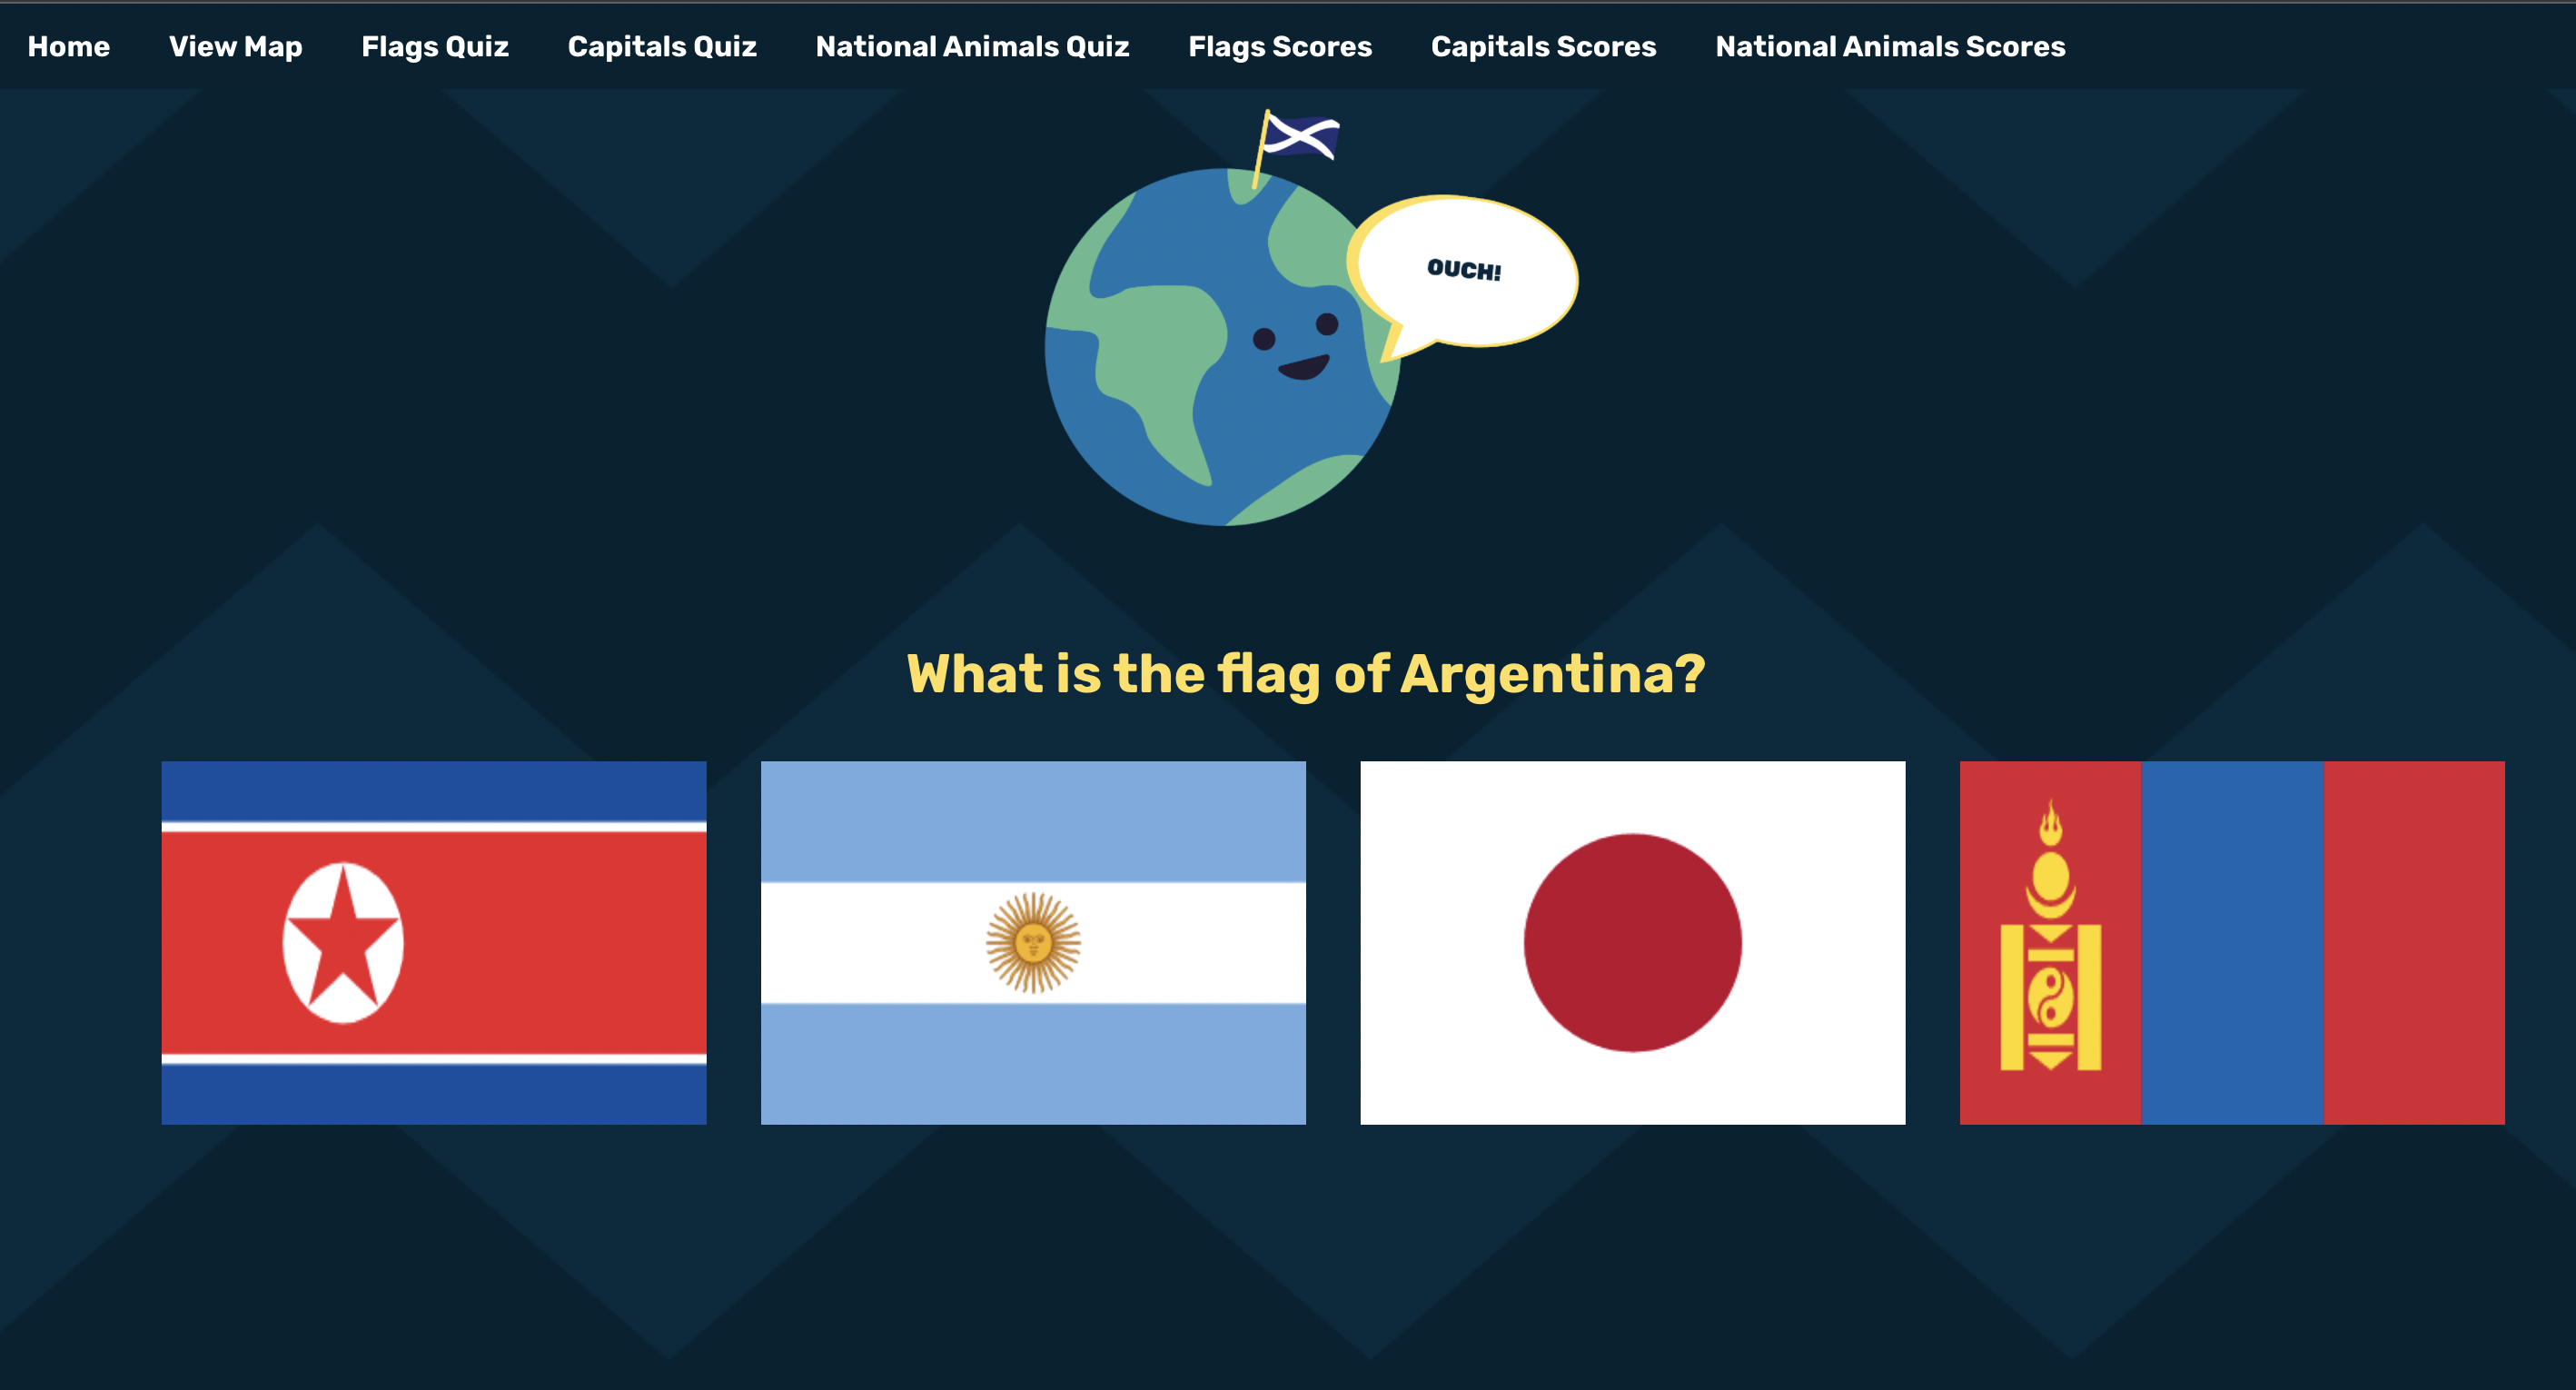 Home View Map Flags Quiz Capitals Quiz National Animals Quiz Flags Scores Capitals Scores National Animals Scores
OUCH!
What is the flag of Argentina?